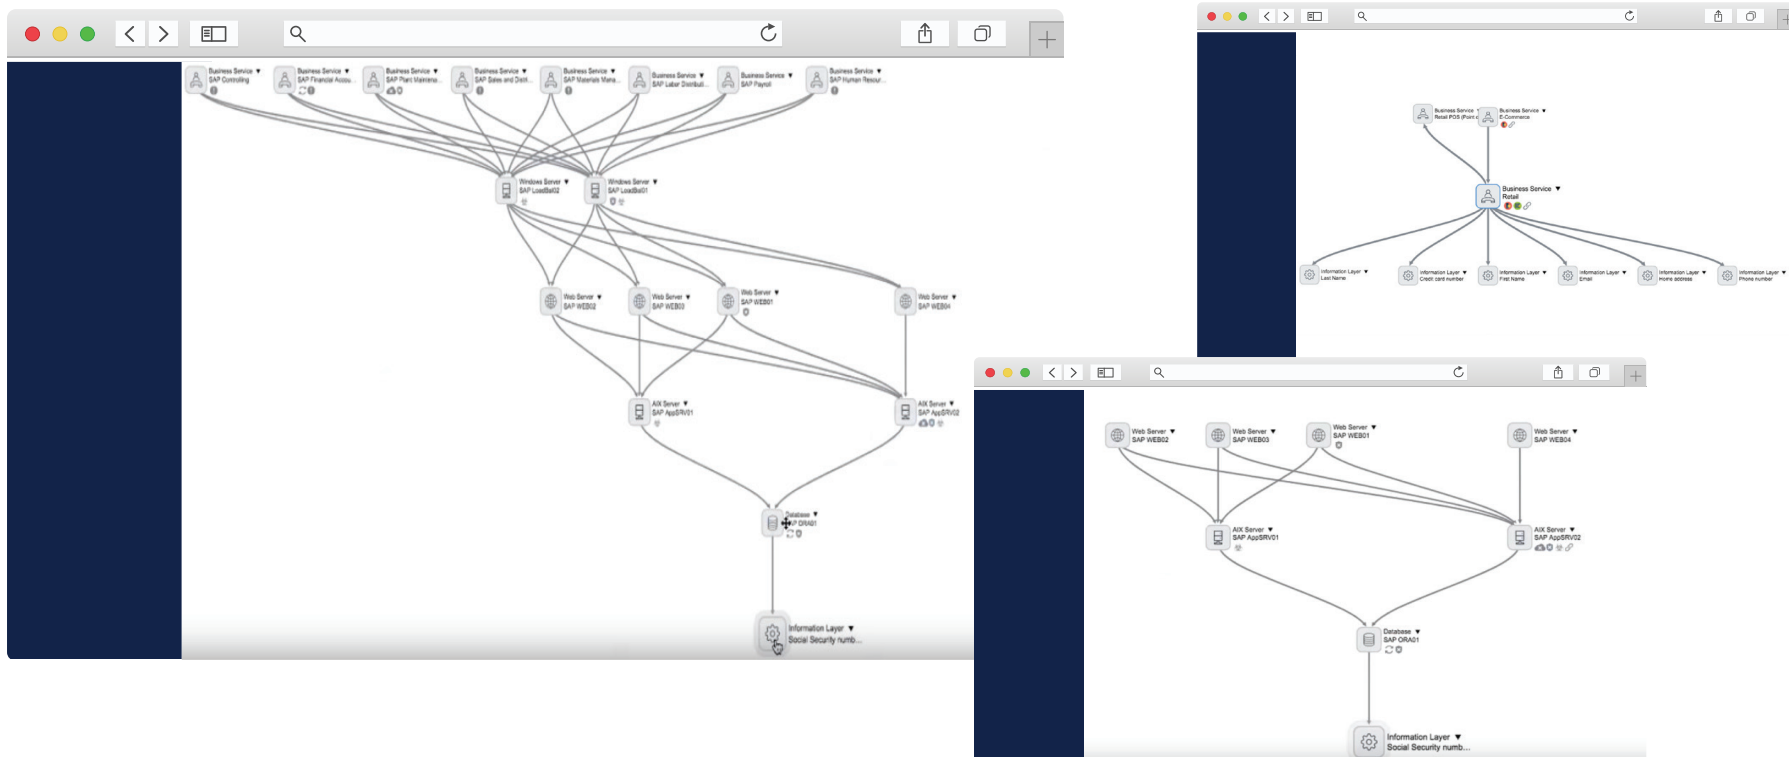 Business Service ▼
SAP Controlling
Business Service ▼
SAP Financial Accou...
Business Service ▼
SAP Plant Maintena...
Business Service ▼
SAP Sales and Distri...
Business Service ▼
SAP Materials Mana...
Business Service ▼
SAP Labor Distributi...
Business Service ▼
SAP Payroll
Business Service ▼
SAP Human Resour...
Windows Server ▼
SAP LoadBal02
Windows Server ▼
SAP LoadBal01
Web Server ▼
SAP WEB02
Web Server ▼
SAP WEB03
Web Server ▼
SAP WEB01
Web Server ▼
SAP WEB04
AIX Server ▼
SAP AppSRV01
AIX Server ▼
SAP AppSRV02
Database ▼
SAP ORA01
Information Layer ▼
Social Security numb...
Business Service ▼
Retail POS (Point
Business Service ▼
E-Commerce
Business Service ▼
Retail
Information Layer ▼
Last Name
Information Layer ▼
Credit card number
Information Layer ▼
First Name
Information Layer ▼
Email
Information Layer ▼
Home address
Information Layer ▼
Phone number
Web Server ▼
SAP WEB02
Web Server ▼
SAP WEB03
Web Server ▼
SAP WEB01
Web Server ▼
SAP WEB04
AIX Server ▼
SAP AppSRV01
AIX Server ▼
SAP AppSRV02
Database ▼
SAP ORA01
Information Layer ▼
Social Security numb...